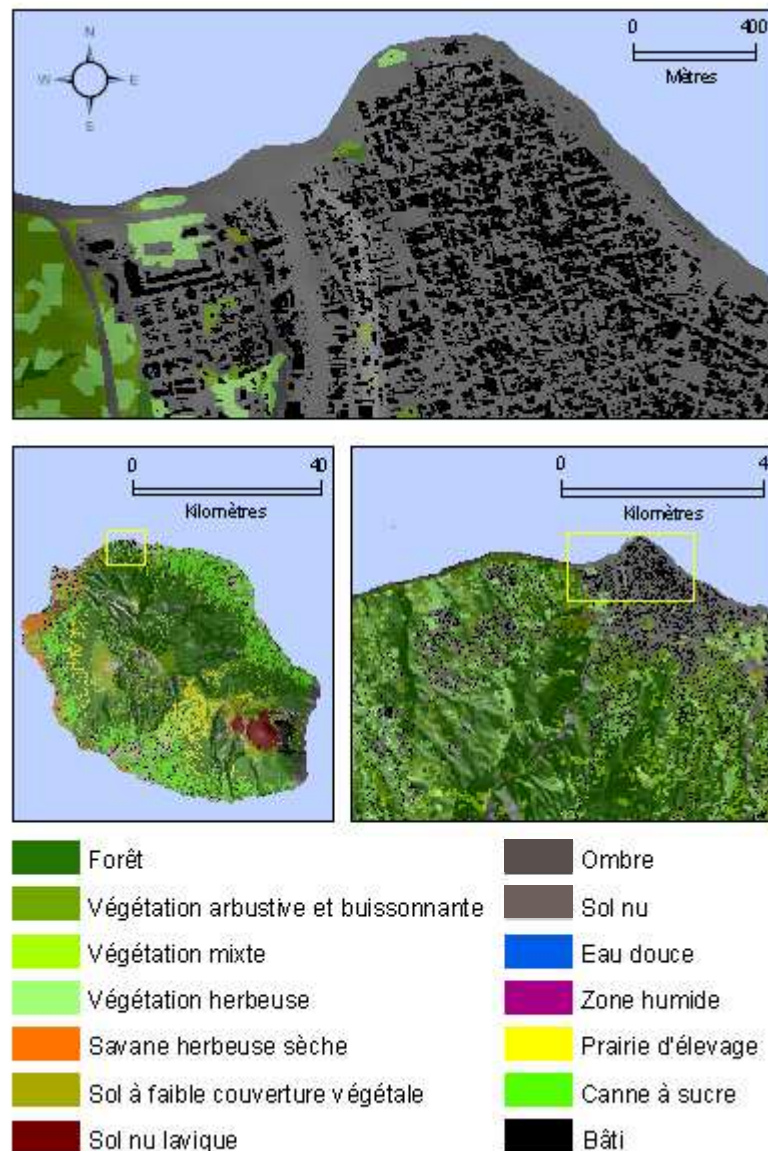 N
W E
S
0 400
Mètres
0 40
Kilomètres
0 4
Kilomètres
Forêt
Végétation arbustive et buissonnante
Végétation mixte
Végétation herbeuse
Savane herbeuse sèche
Sol à faible couverture végétale
Sol nu lavique
Ombre
Sol nu
Eau douce
Zone humide
Prairie d'élevage
Canne à sucre
Bâti